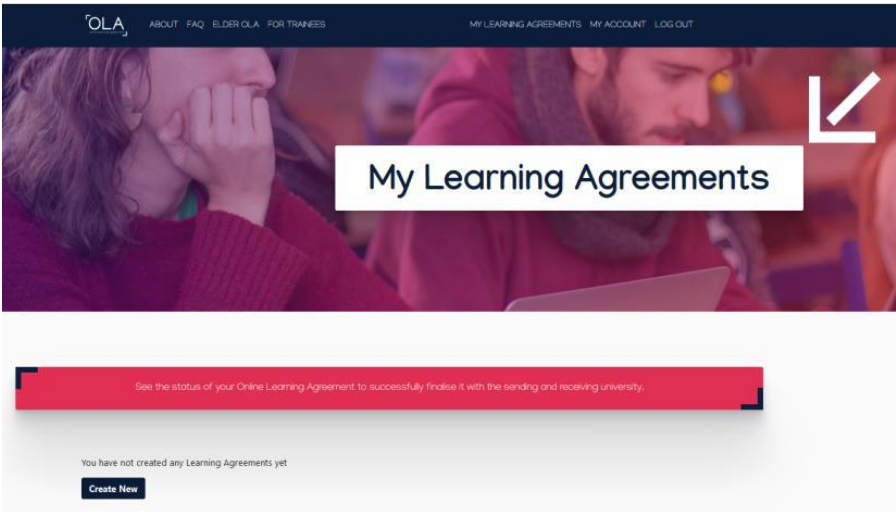 OLA
ABOUT FAQ ELDER OLA FOR TRAINEES MY LEARNING AGREEMENTS MY ACCOUNT LOG OUT
My Learning Agreements
See the status of your Online Learning Agreement to successfully finalise it with the sending and receiving university.
You have not created any Learning Agreements yet
Create New